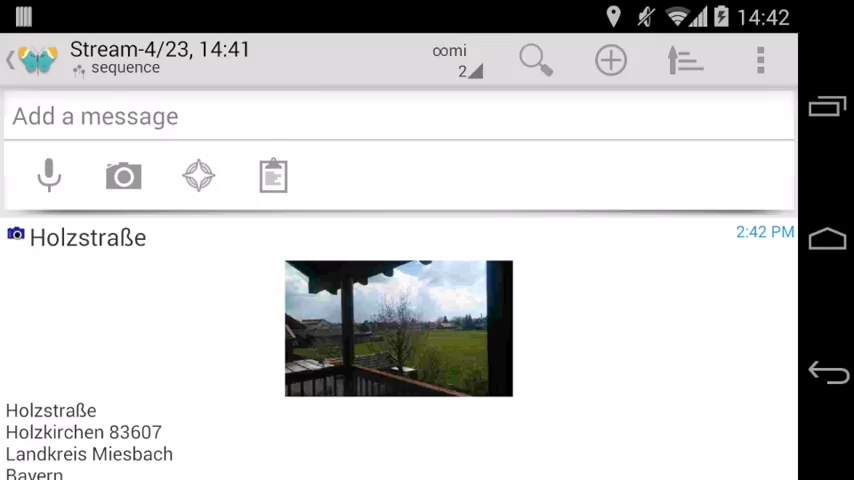 14:42
Stream-4/23, 14:41
sequence
∞mi
2
Add a message
Holzstraße
2:42 PM
Holzstraße
Holzkirchen 83607
Landkreis Miesbach
Bayern